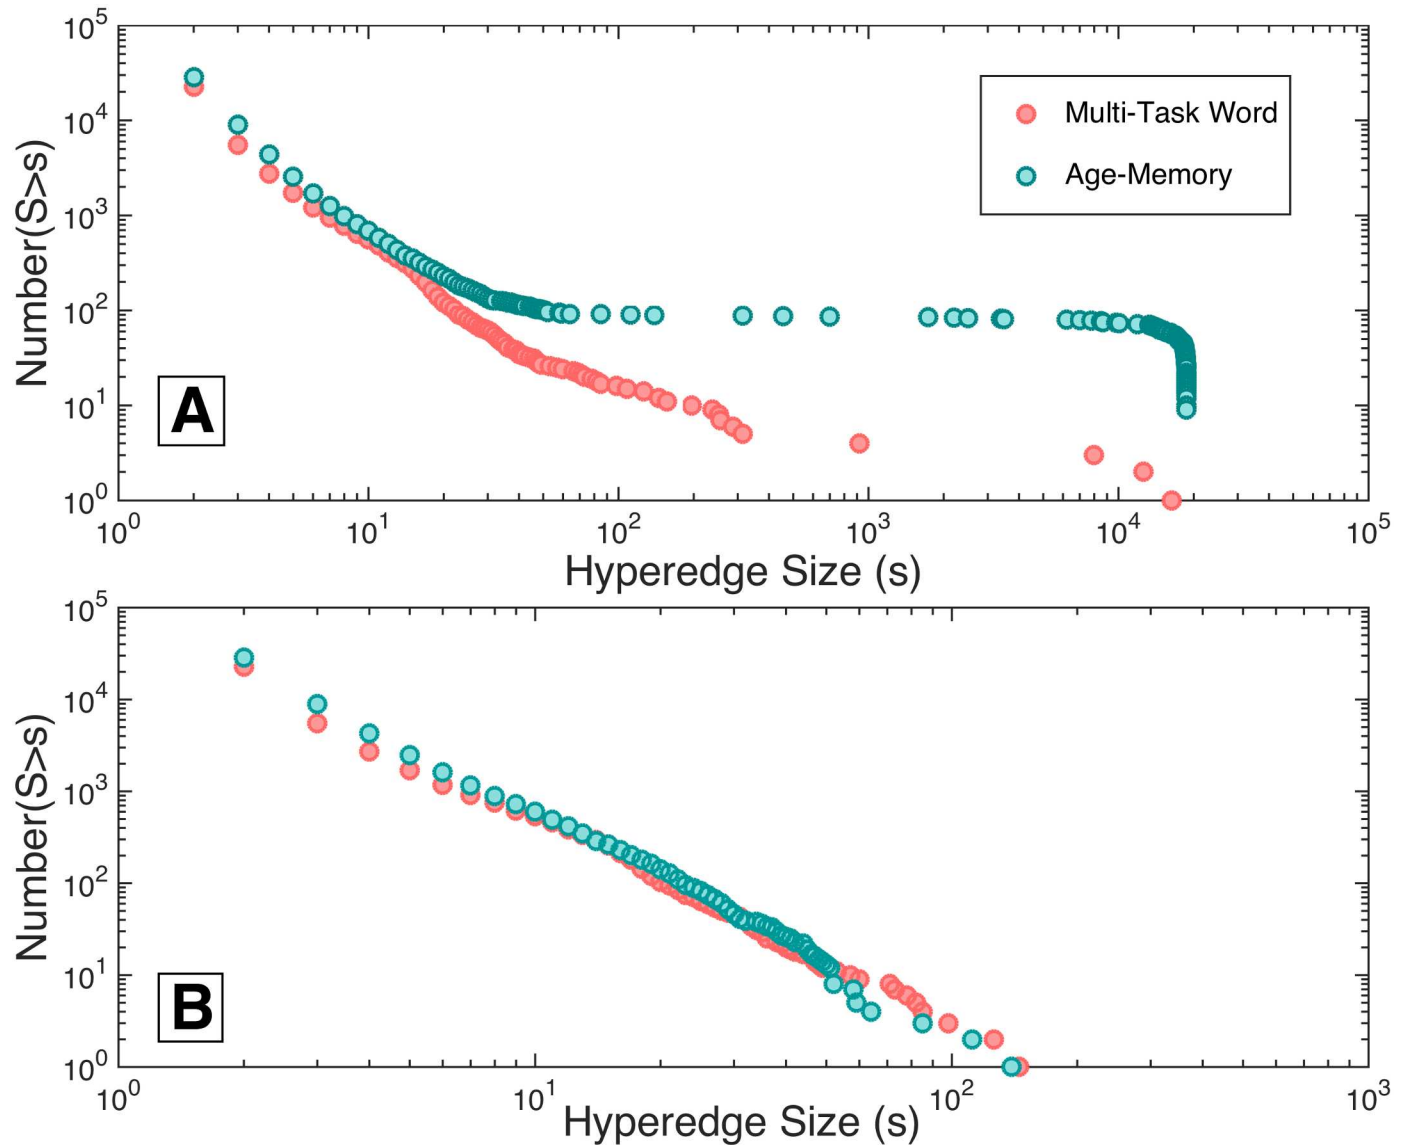 10^5
10^4
10^3
10^2
10^1
10^0
Number(S>s)
Multi-Task Word
Age-Memory
A
10^0 10^1 10^2 10^3 10^4 10^5
Hyperedge Size (s)
10^5
10^4
10^3
10^2
10^1
10^0
Number(S>s)
B
10^0 10^1 10^2 10^3
Hyperedge Size (s)